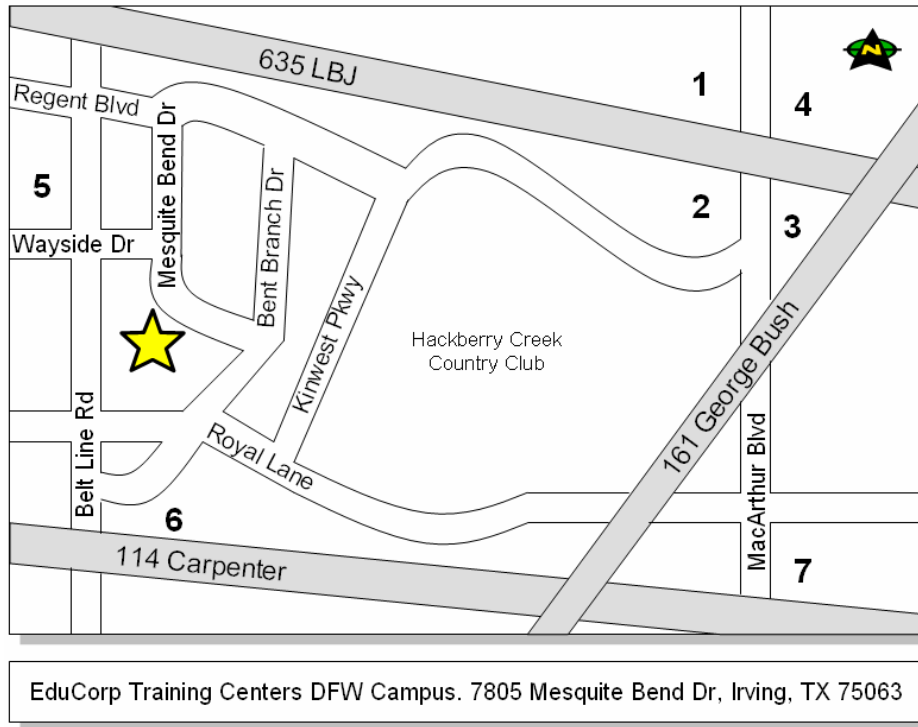 635 LBJ
1
4
N
Regent Blvd
Mesquite Bend Dr
5
Bent Branch Dr
2
3
Wayside Dr
Kinwest Pkwy
Hackberry Creek
Country Club
161 George Bush
Belt Line Rd
Royal Lane
MacArthur Blvd
6
114 Carpenter
7
EduCorp Training Centers DFW Campus. 7805 Mesquite Bend Dr, Irving, TX 75063